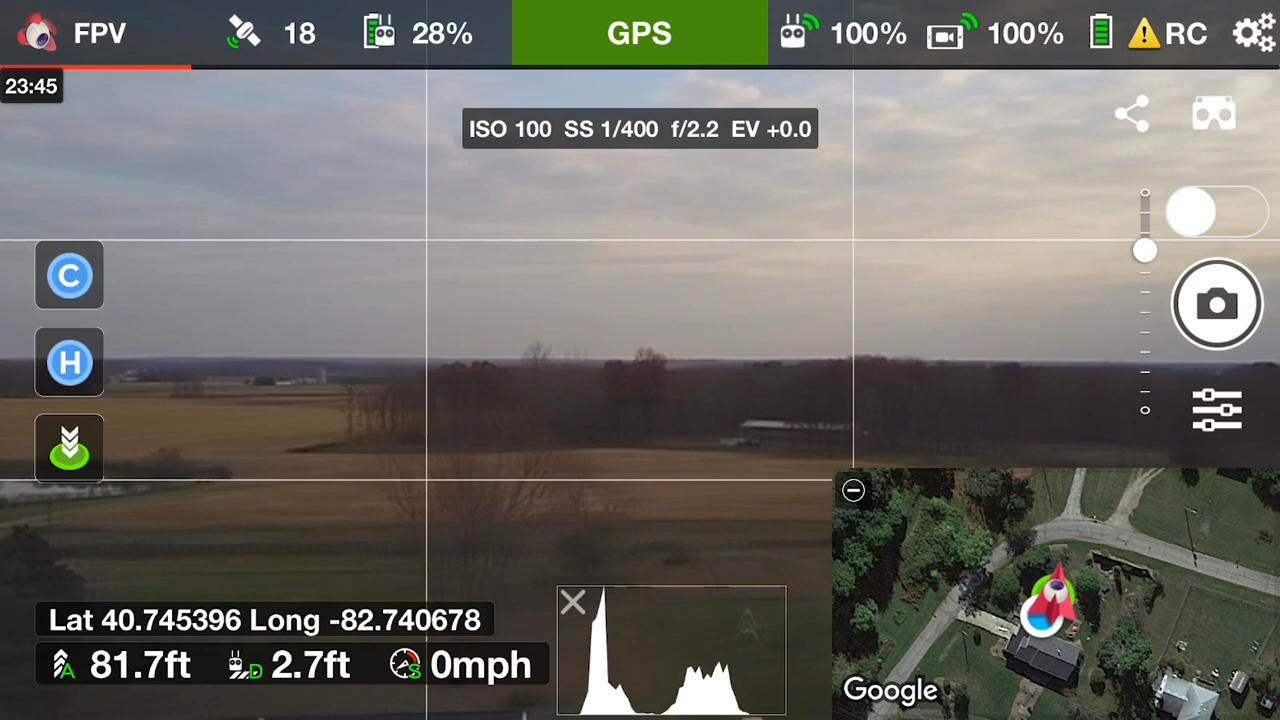 FPV 18 28% GPS 100% 100% RC
23:45
ISO 100 SS 1/400 f/2.2 EV +0.0
C
H
Lat 40.745396 Long -82.740678
A 81.7ft D 2.7ft S 0mph
Google